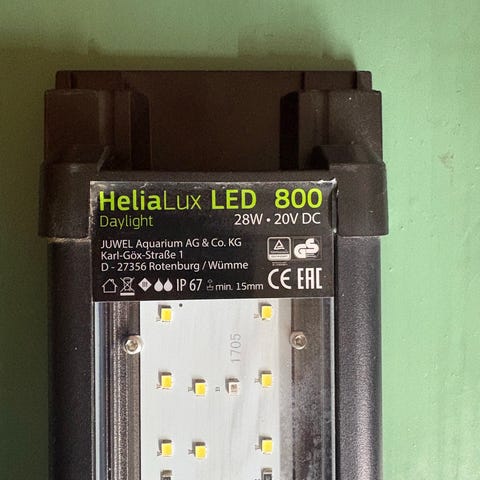 HeliaLux LED 800
Daylight 28W • 20V DC
JUWEL Aquarium AG & Co. KG
Karl-Göx-Straße 1
D - 27356 Rotenburg / Wümme
IP 67 min. 15mm CE EAC
1705